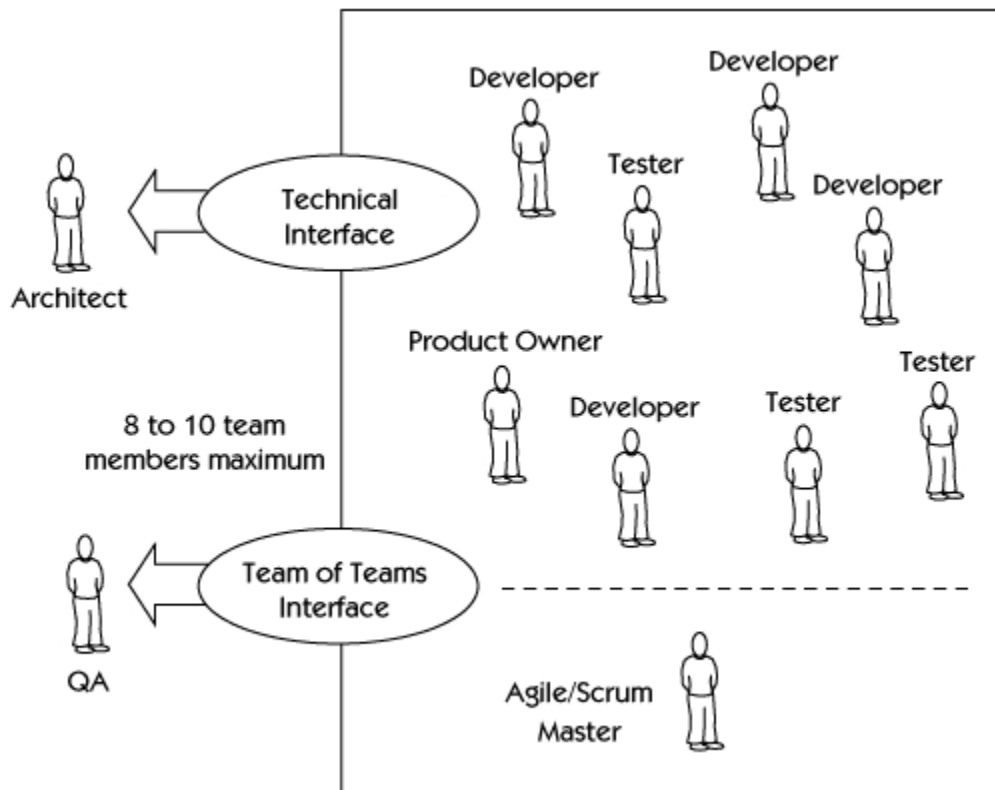 Developer
Developer
Tester
Developer
Technical
Interface
Architect
Product Owner
Tester
Developer
Tester
8 to 10 team
members maximum
Team of Teams
Interface
QA
Agile/Scrum
Master